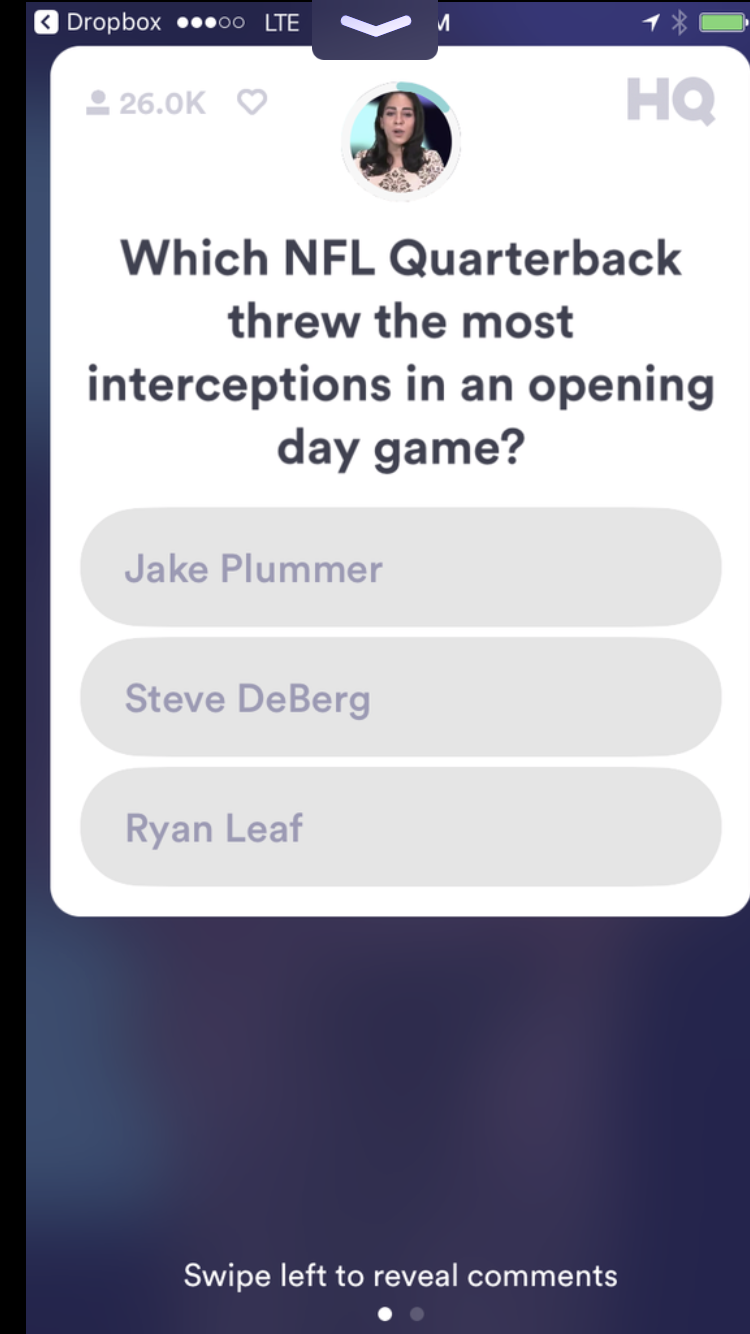 Dropbox LTE M
26.0K HQ
Which NFL Quarterback
threw the most
interceptions in an opening
day game?
Jake Plummer
Steve DeBerg
Ryan Leaf
Swipe left to reveal comments